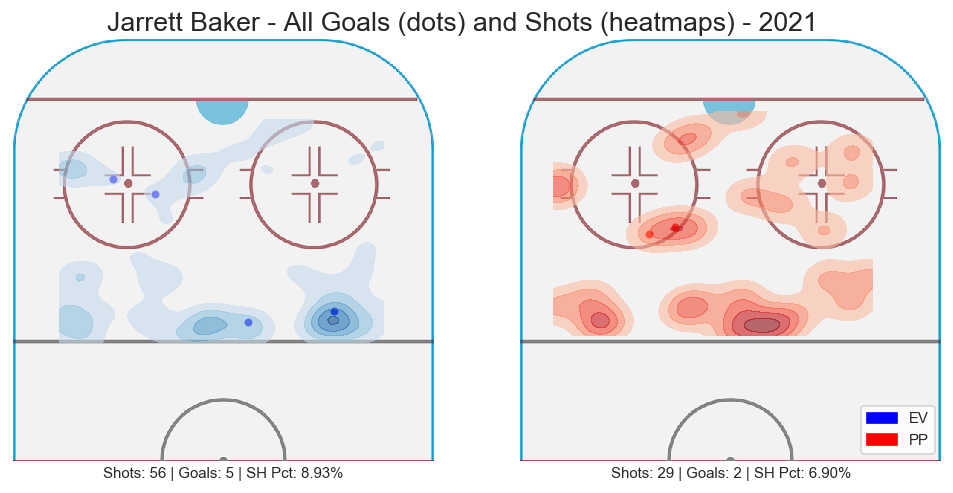 Jarrett Baker - All Goals (dots) and Shots (heatmaps) - 2021
EV
PP
Shots: 56 | Goals: 5 | SH Pct: 8.93%
Shots: 29 | Goals: 2 | SH Pct: 6.90%